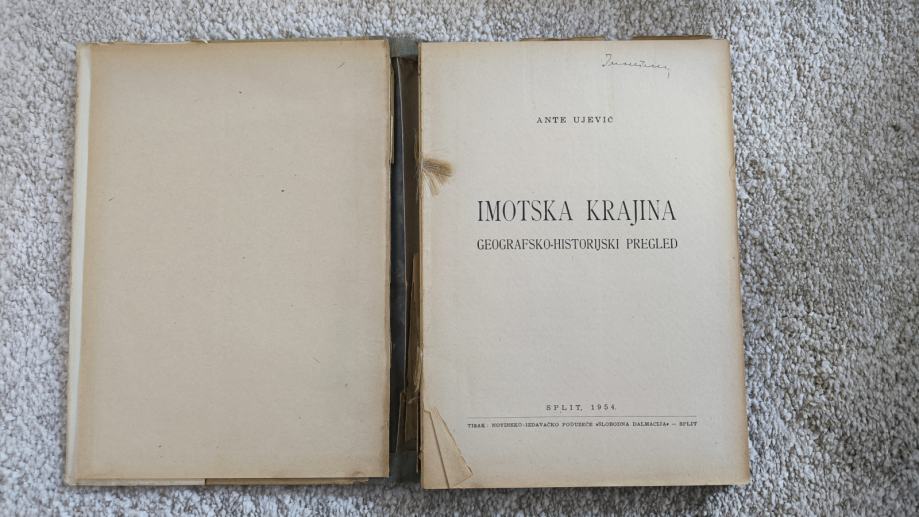 ANTE UJEVIĆ
IMOTSKA KRAJINA
GEOGRAFSKO-HISTORIJSKI PREGLED
SPLIT, 1954.
TISAK: NOVINSKO-IZDAVAČKO PODUZEĆE »SLOBODNA DALMACIJA« — SPLIT